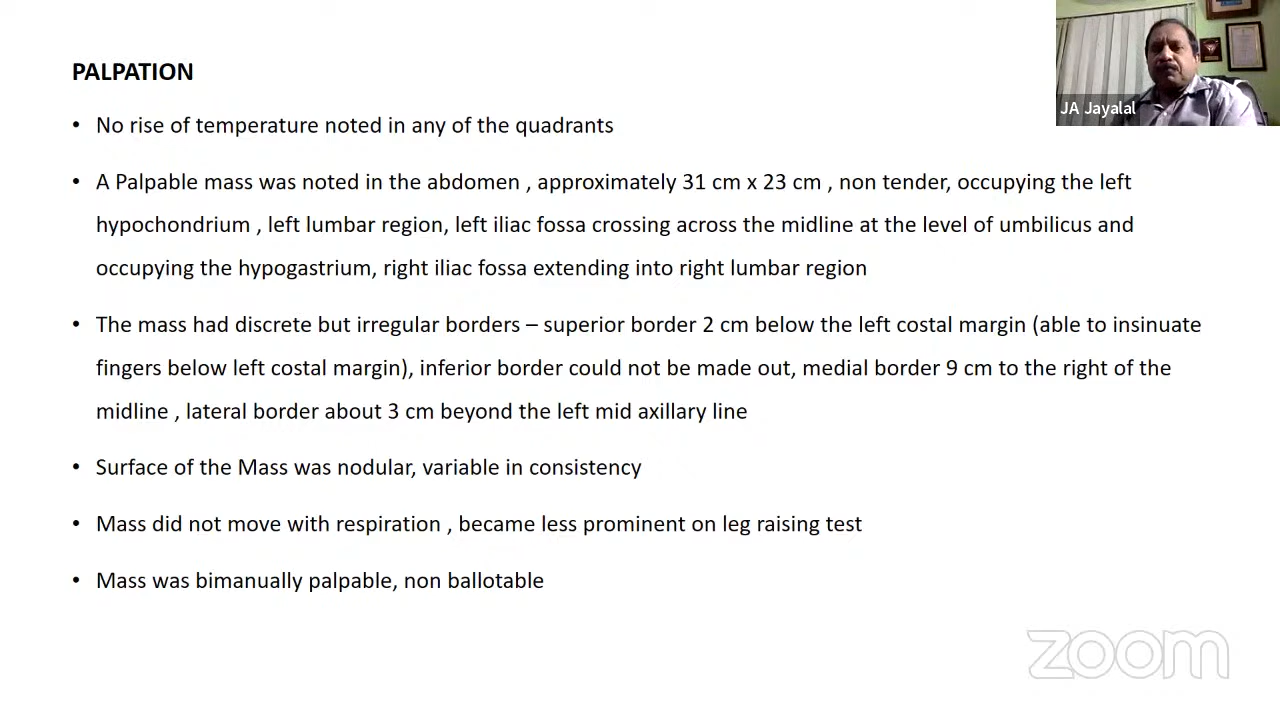 PALPATION
JA Jayalal
• No rise of temperature noted in any of the quadrants
• A Palpable mass was noted in the abdomen , approximately 31 cm x 23 cm , non tender, occupying the left
hypochondrium , left lumbar region, left iliac fossa crossing across the midline at the level of umbilicus and
occupying the hypogastrium, right iliac fossa extending into right lumbar region
• The mass had discrete but irregular borders – superior border 2 cm below the left costal margin (able to insinuate
fingers below left costal margin), inferior border could not be made out, medial border 9 cm to the right of the
midline , lateral border about 3 cm beyond the left mid axillary line
• Surface of the Mass was nodular, variable in consistency
• Mass did not move with respiration , became less prominent on leg raising test
• Mass was bimanually palpable, non ballotable
zoom